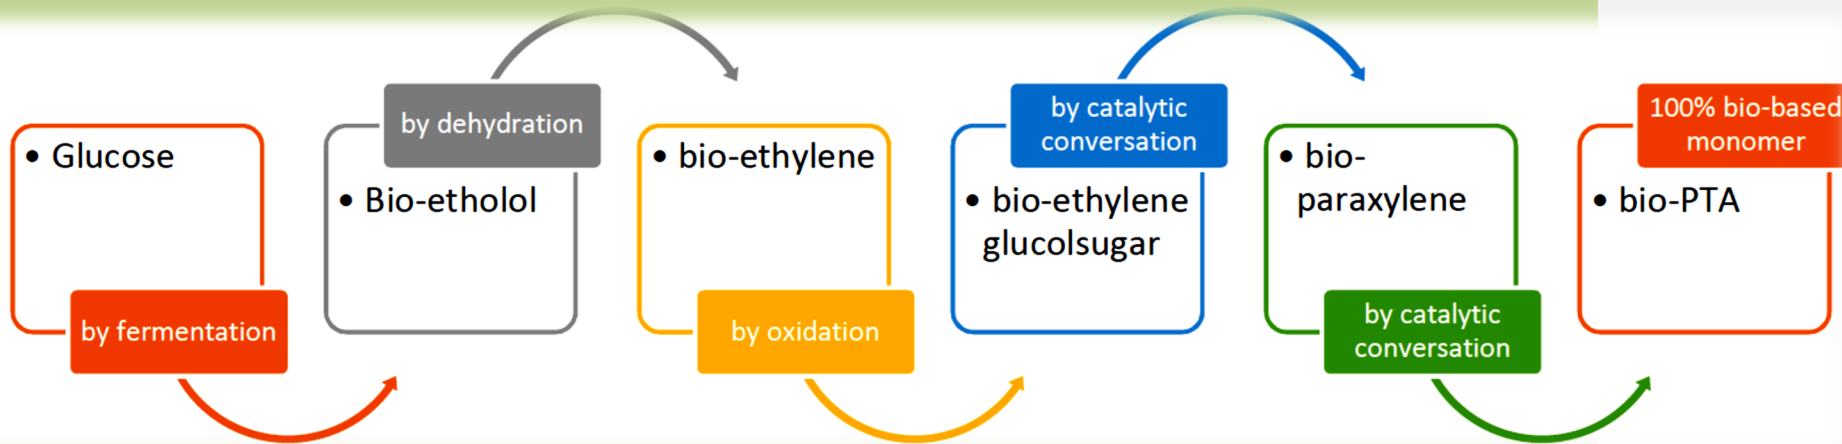 • Glucose
by fermentation
by dehydration
• Bio-etholol
• bio-ethylene
by oxidation
by catalytic
conversation
• bio-ethylene
glucolsugar
• bio-
paraxylene
by catalytic
conversation
100% bio-based
monomer
• bio-PTA